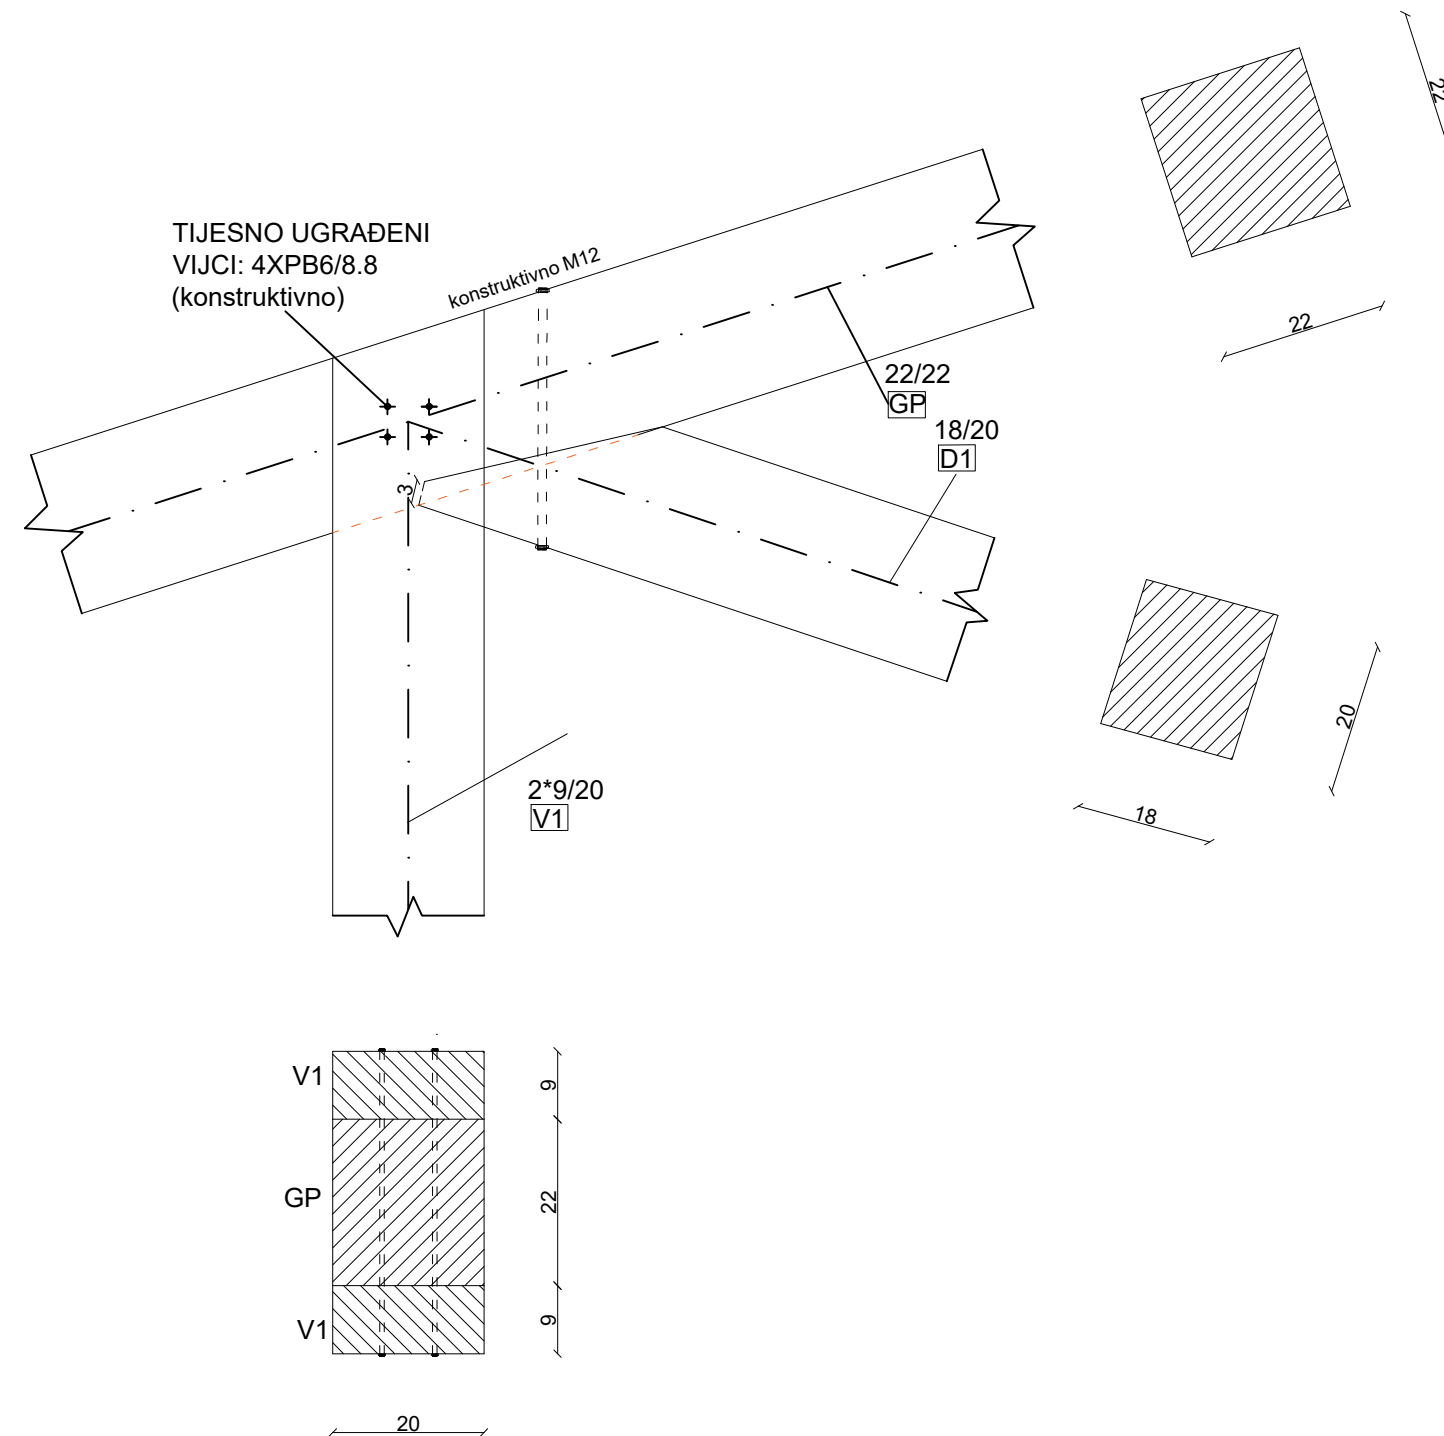 22
TIJESNO UGRAĐENI
VIJCI: 4XPB6/8.8
(konstruktivno)
konstruktivno M12
22
22/22
GP
18/20
D1
3
20
2*9/20
V1
18
V1
9
GP
22
V1
9
20